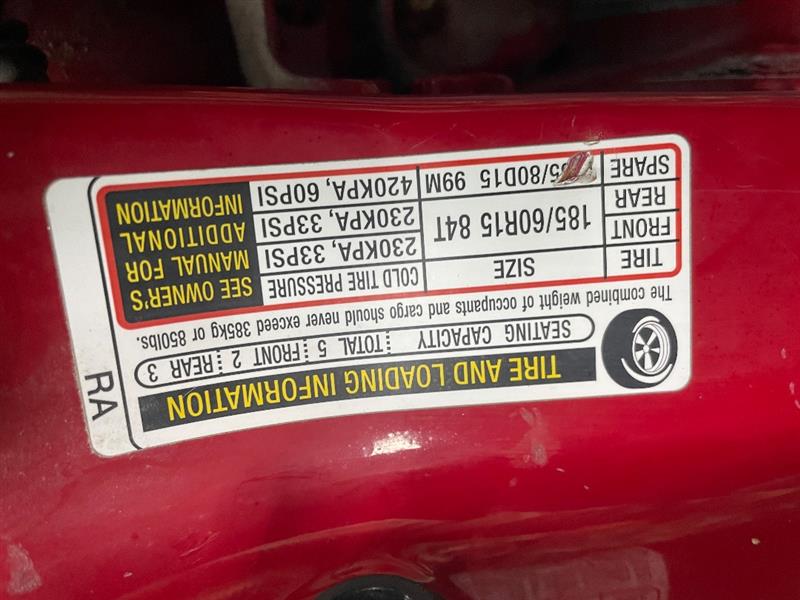 TIRE AND LOADING INFORMATION
SEATING CAPACITY TOTAL 5 FRONT 2 REAR 3
The combined weight of occupants and cargo should never exceed 385kg or 850lbs.
TIRE SIZE COLD TIRE PRESSURE
FRONT 185/60R15 84T 230KPA, 33PSI
REAR 230KPA, 33PSI
SPARE 5/80D15 99M 420KPA, 60PSI
SEE OWNER'S
MANUAL FOR
ADDITIONAL
INFORMATION
RA